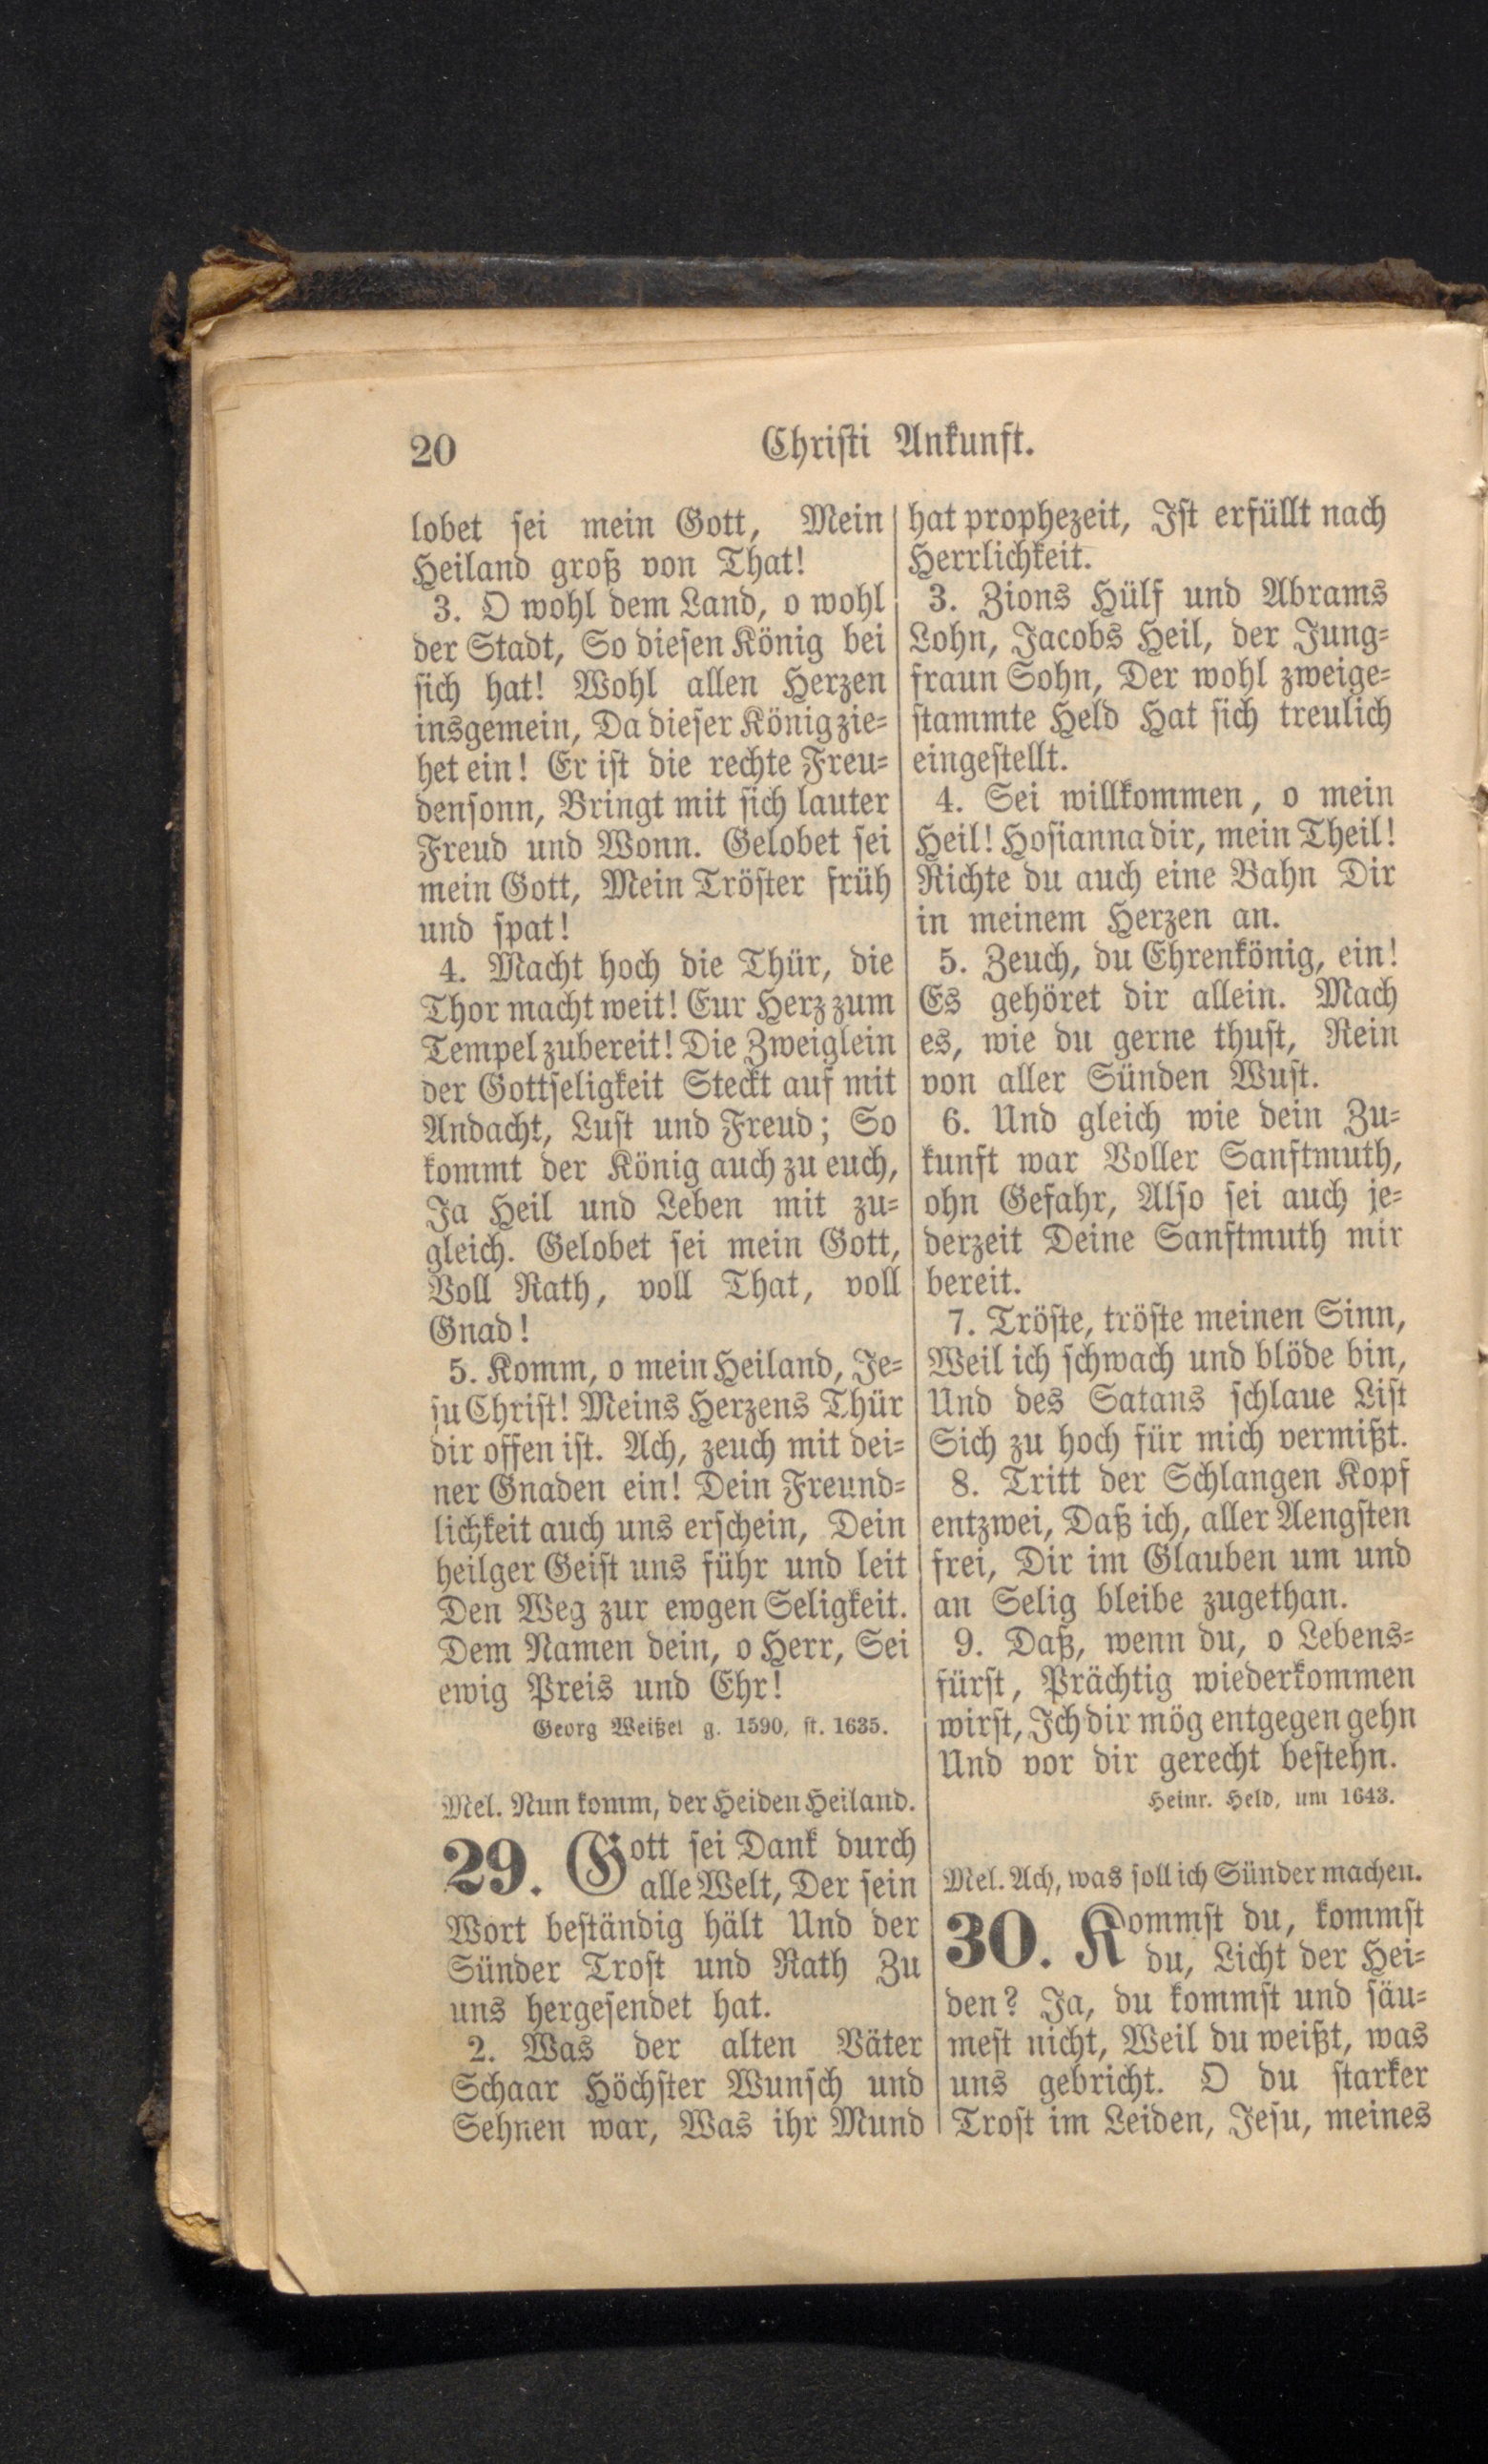 20
Christi Ankunft.
lobet sei mein Gott, Mein
Heiland groß von That!
3. O wohl dem Land, o wohl
der Stadt, So diesen König bei
sich hat! Wohl allen Herzen
insgemein, Da dieser König zie-
het ein! Er ist die rechte Freu-
densonn, Bringt mit sich lauter
Freud und Wonn. Gelobet sei
mein Gott, Mein Tröster früh
und spat!
4. Macht hoch die Thür, die
Thor macht weit! Eur Herz zum
Tempel zubereit! Die Zweiglein
der Gottseligkeit Steckt auf mit
Andacht, Lust und Freud; So
kommt der König auch zu euch,
Ja Heil und Leben mit zu-
gleich. Gelobet sei mein Gott,
Voll Rath, voll That, voll
Gnad!
5. Komm, o mein Heiland, Je-
su Christ! Meins Herzens Thür
dir offen ist. Ach, zeuch mit dei-
ner Gnaden ein! Dein Freund-
lichkeit auch uns erschein, Dein
heilger Geist uns führ und leit
Den Weg zur ewgen Seligkeit.
Dem Namen dein, o Herr, Sei
ewig Preis und Ehr!
Georg Weißel g. 1590, st. 1635.
Mel. Nun komm, der Heiden Heiland.
29. Gott sei Dank durch
alle Welt, Der sein
Wort beständig hält Und der
Sünder Trost und Rath Zu
uns hergesendet hat.
2. Was der alten Väter
Schaar Höchster Wunsch und
Sehnen war, Was ihr Mund
hat prophezeit, Ist erfüllt nach
Herrlichkeit.
3. Zions Hülf und Abrams
Lohn, Jacobs Heil, der Jung-
fraun Sohn, Der wohl zweige-
stammte Held Hat sich treulich
eingestellt.
4. Sei willkommen, o mein
Heil! Hosianna dir, mein Theil!
Richte du auch eine Bahn Dir
in meinem Herzen an.
5. Zeuch, du Ehrenkönig, ein!
Es gehöret dir allein. Mach
es, wie du gerne thust, Rein
von aller Sünden Wust.
6. Und gleich wie dein Zu-
kunft war Voller Sanftmuth,
ohn Gefahr, Also sei auch je-
derzeit Deine Sanftmuth mir
bereit.
7. Tröste, tröste meinen Sinn,
Weil ich schwach und blöde bin,
Und des Satans schlaue List
Sich zu hoch für mich vermißt.
8. Tritt der Schlangen Kopf
entzwei, Daß ich, aller Aengsten
frei, Dir im Glauben um und
an Selig bleibe zugethan.
9. Daß, wenn du, o Lebens-
fürst, Prächtig wiederkommen
wirst, Ich dir mög entgegen gehn
Und vor dir gerecht bestehn.
Heinr. Held, um 1643.
Mel. Ach, was soll ich Sünder machen.
30. Kommst du, kommst
du, Licht der Hei-
den? Ja, du kommst und säu-
mest nicht, Weil du weißt, was
uns gebricht. O du starker
Trost im Leiden, Jesu, meines